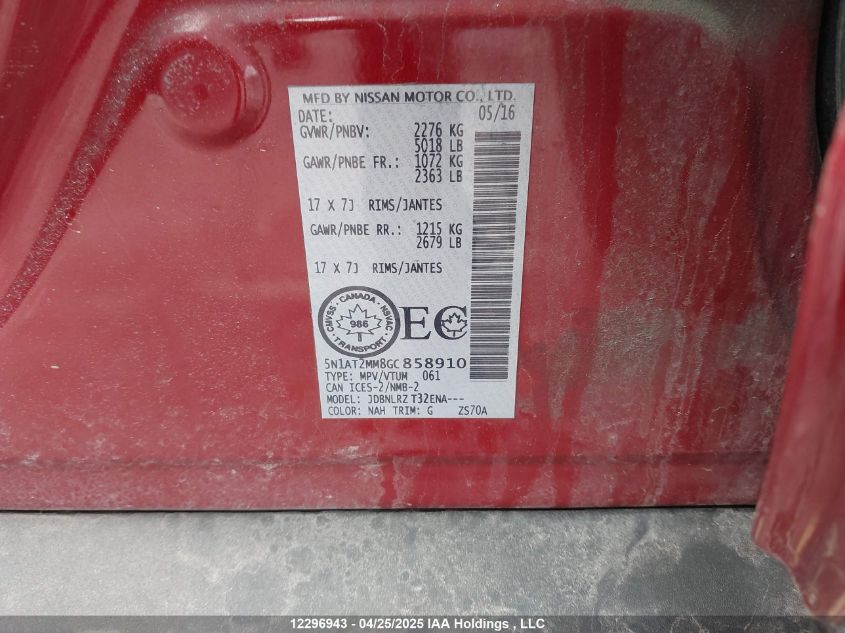 MFD BY NISSAN MOTOR CO., LTD.
DATE: 05/16
GVWR/PNBV: 2276 KG
5018 LB
GAWR/PNBE FR.: 1072 KG
2363 LB
17 X 7J RIMS/JANTES
GAWR/PNBE RR.: 1215 KG
2679 LB
17 X 7J RIMS/JANTES
CMVSS · CANADA · NSVAC · TRANSPORT
986
EC
5N1AT2MM8GC858910
TYPE: MPV/VTUM 061
CAN ICES-2/NMB-2
MODEL: JDBNLRZ T32ENA---
COLOR: NAH TRIM: G ZS70A
12296943 - 04/25/2025 IAA Holdings , LLC